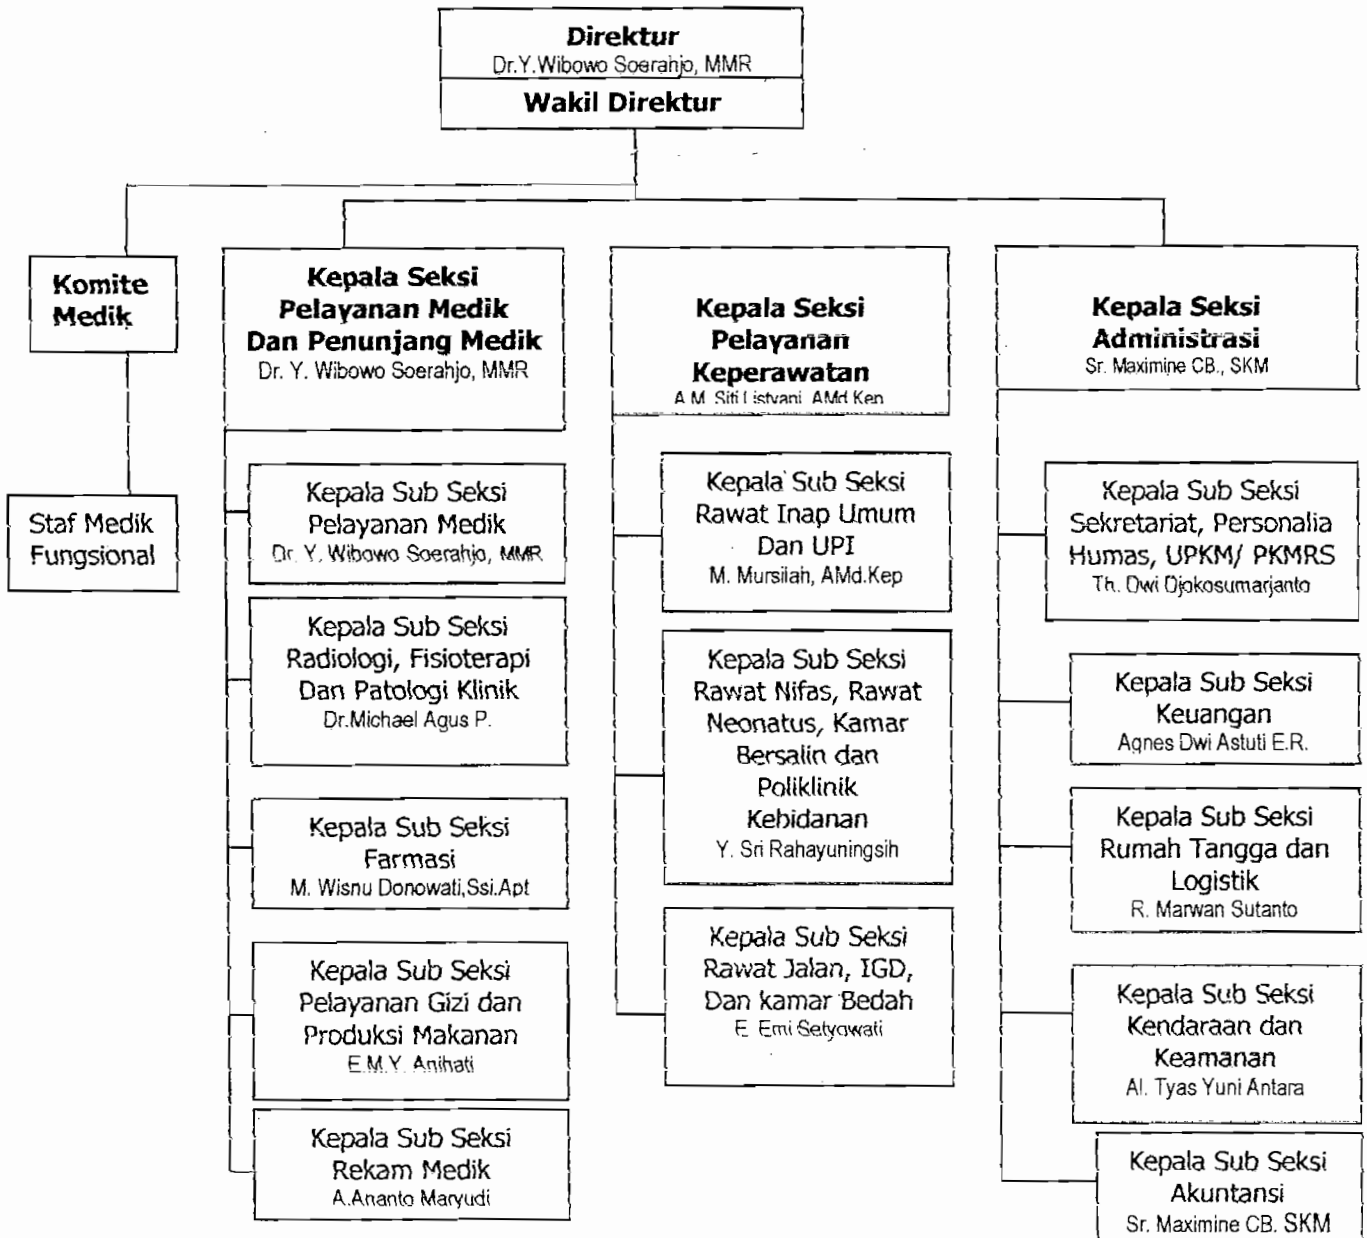 Direktur
Dr.Y.Wibowo Soerahjo, MMR
Wakil Direktur
Komite
Medik
Staf Medik
Fungsional
Kepala Seksi
Pelayanan Medik
Dan Penunjang Medik
Dr. Y. Wibowo Soerahjo, MMR
Kepala Sub Seksi
Pelayanan Medik
Dr. Y. Wibowo Soerahjo, MMR
Kepala Sub Seksi
Radiologi, Fisioterapi
Dan Patologi Klinik
Dr.Michael Agus P.
Kepala Sub Seksi
Farmasi
M. Wisnu Donowati,Ssi.Apt
Kepala Sub Seksi
Pelayanan Gizi dan
Produksi Makanan
E.M.Y. Anihati
Kepala Sub Seksi
Rekam Medik
A.Ananto Maryudi
Kepala Seksi
Pelayanan
Keperawatan
A.M. Siti Listyani, AMd.Kep
Kepala Sub Seksi
Rawat Inap Umum
Dan UPI
M. Mursilah, AMd.Kep
Kepala Sub Seksi
Rawat Nifas, Rawat
Neonatus, Kamar
Bersalin dan
Poliklinik
Kebidanan
Y. Sri Rahayuningsih
Kepala Sub Seksi
Rawat Jalan, IGD,
Dan kamar Bedah
E. Emi Setyowati
Kepala Seksi
Administrasi
Sr. Maximine CB., SKM
Kepala Sub Seksi
Sekretariat, Personalia
Humas, UPKM/ PKMRS
Th. Dwi Djokosumarjanto
Kepala Sub Seksi
Keuangan
Agnes Dwi Astuti E.R.
Kepala Sub Seksi
Rumah Tangga dan
Logistik
R. Marwan Sutanto
Kepala Sub Seksi
Kendaraan dan
Keamanan
Al. Tyas Yuni Antara
Kepala Sub Seksi
Akuntansi
Sr. Maximine CB. SKM